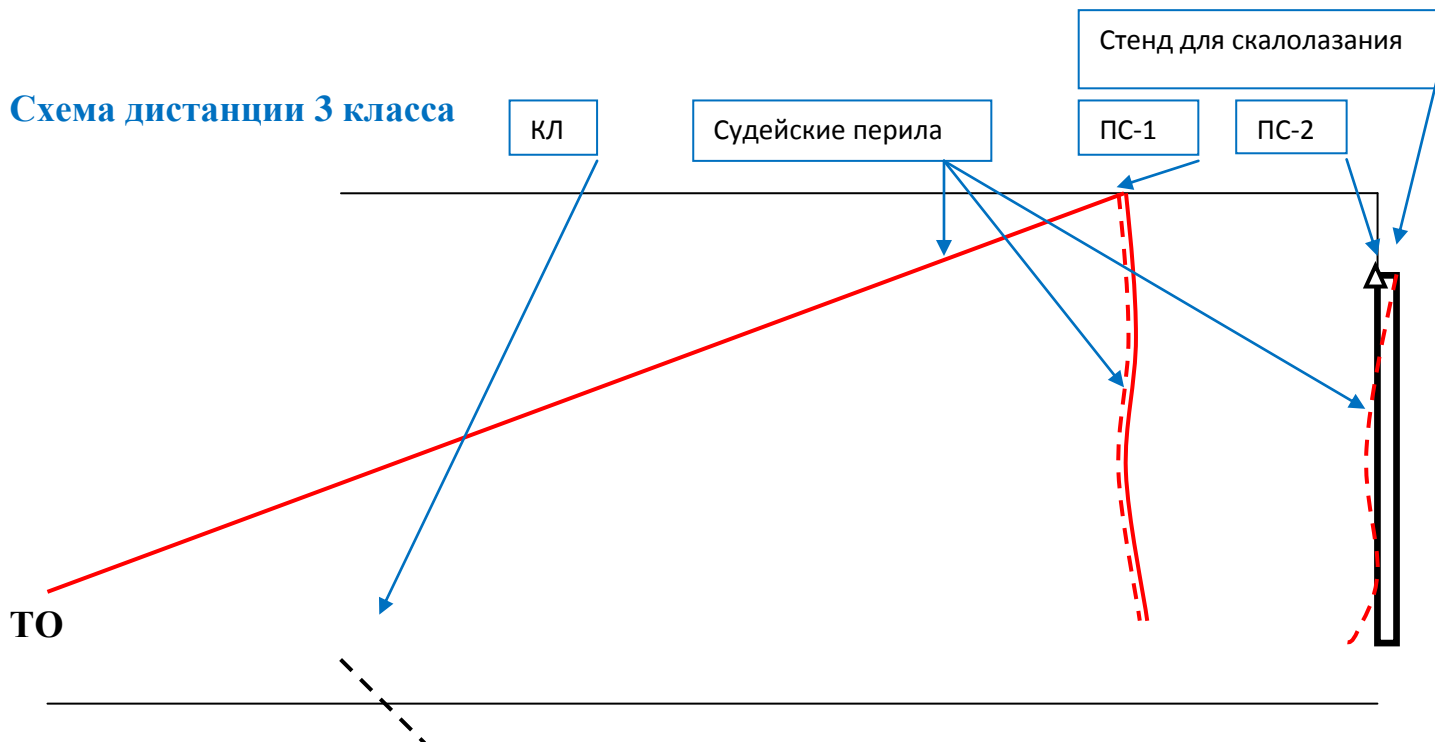 Стенд для скалолазания
Схема дистанции 3 класса
КЛ
Судейские перила
ПС-1
ПС-2
ТО